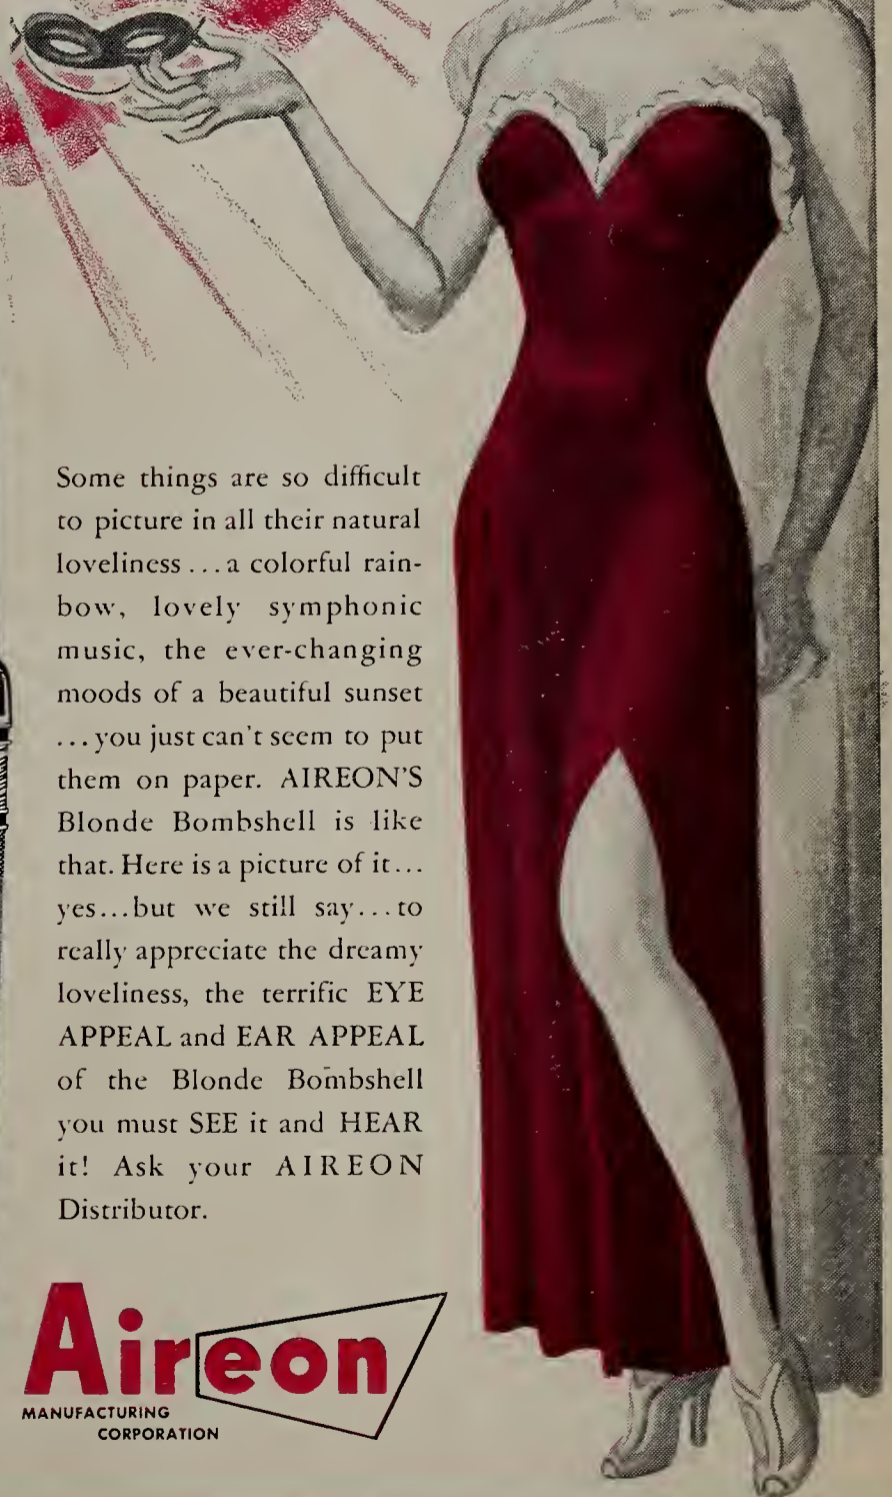 Some things are so difficult
to picture in all their natural
loveliness ... a colorful rain-
bow, lovely symphonic
music, the ever-changing
moods of a beautiful sunset
... you just can't seem to put
them on paper. AIREON'S
Blonde Bombshell is like
that. Here is a picture of it...
yes...but we still say...to
really appreciate the dreamy
loveliness, the terrific EYE
APPEAL and EAR APPEAL
of the Blonde Bombshell
you must SEE it and HEAR
it! Ask your AIREON
Distributor.
Aireon
MANUFACTURING
CORPORATION